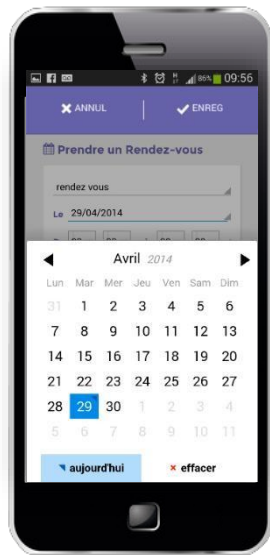 86% 09:56
✖ ANNUL ✔ ENREG
Prendre un Rendez-vous
rendez vous
Le 29/04/2014
Avril 2014
Lun Mar Mer Jeu Ven Sam Dim
31 1 2 3 4 5 6
7 8 9 10 11 12 13
14 15 16 17 18 19 20
21 22 23 24 25 26 27
28 29 30 1 2 3 4
5 6 7 8 9 10 11
aujourd'hui × effacer